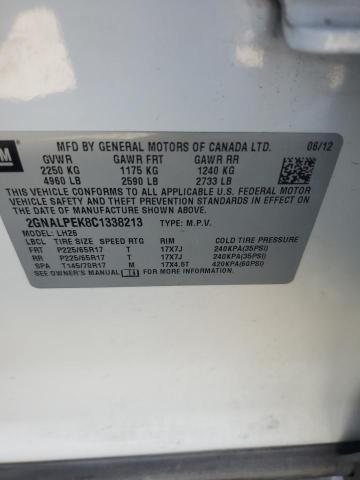 GM
MFD BY GENERAL MOTORS OF CANADA LTD. 06/12
GVWR GAWR FRT GAWR RR
2250 KG 1175 KG 1240 KG
4960 LB 2590 LB 2733 LB
THIS VEHICLE CONFORMS TO ALL APPLICABLE U.S. FEDERAL MOTOR
VEHICLE SAFETY AND THEFT PREVENTION STANDARDS IN EFFECT ON
THE DATE OF MANUFACTURE SHOWN ABOVE.
2GNALPEK8C1338213 TYPE: M.P.V.
MODEL: LH26
LBCL TIRE SIZE SPEED RTG RIM COLD TIRE PRESSURE
FRT P225/65R17 T 17X7J 240KPA(35PSI)
RR P225/65R17 T 17X7J 240KPA(35PSI)
SPA T145/70R17 M 17X4.5T 420KPA(60PSI)
SEE OWNER'S MANUAL FOR ADDITIONAL INFORMATION.